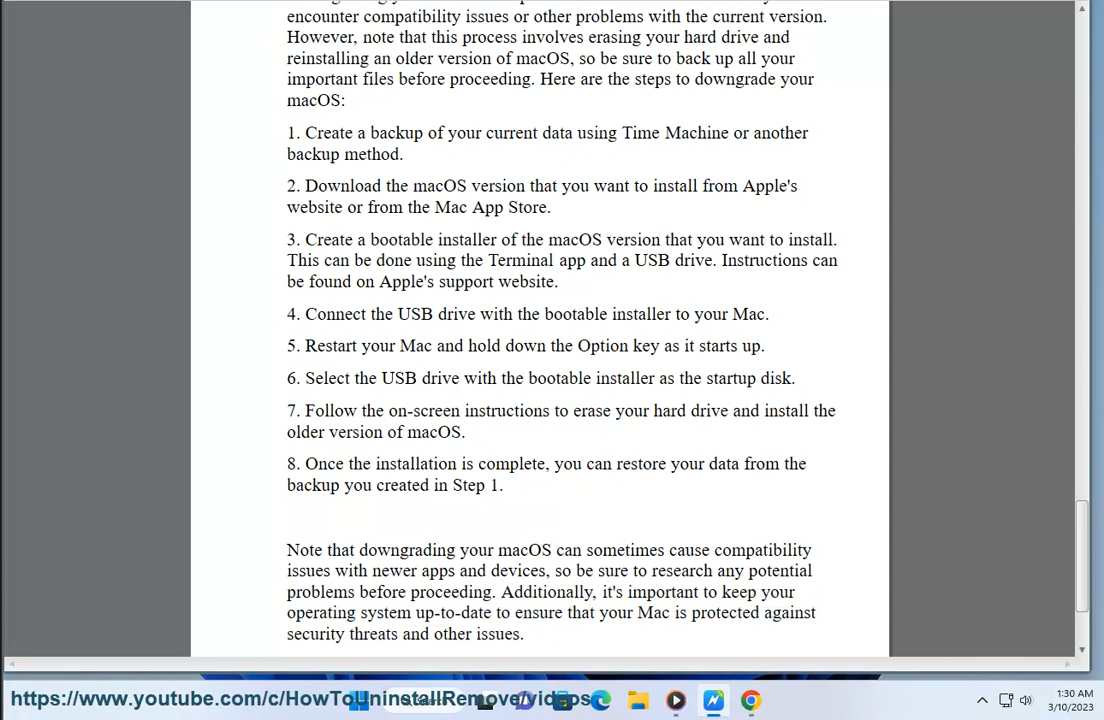 encounter compatibility issues or other problems with the current version.
However, note that this process involves erasing your hard drive and
reinstalling an older version of macOS, so be sure to back up all your
important files before proceeding. Here are the steps to downgrade your
macOS:
1. Create a backup of your current data using Time Machine or another
backup method.
2. Download the macOS version that you want to install from Apple's
website or from the Mac App Store.
3. Create a bootable installer of the macOS version that you want to install.
This can be done using the Terminal app and a USB drive. Instructions can
be found on Apple's support website.
4. Connect the USB drive with the bootable installer to your Mac.
5. Restart your Mac and hold down the Option key as it starts up.
6. Select the USB drive with the bootable installer as the startup disk.
7. Follow the on-screen instructions to erase your hard drive and install the
older version of macOS.
8. Once the installation is complete, you can restore your data from the
backup you created in Step 1.
Note that downgrading your macOS can sometimes cause compatibility
issues with newer apps and devices, so be sure to research any potential
problems before proceeding. Additionally, it's important to keep your
operating system up-to-date to ensure that your Mac is protected against
security threats and other issues.
https://www.youtube.com/c/HowToUninstallRemove/videos
1:30 AM
3/10/2023